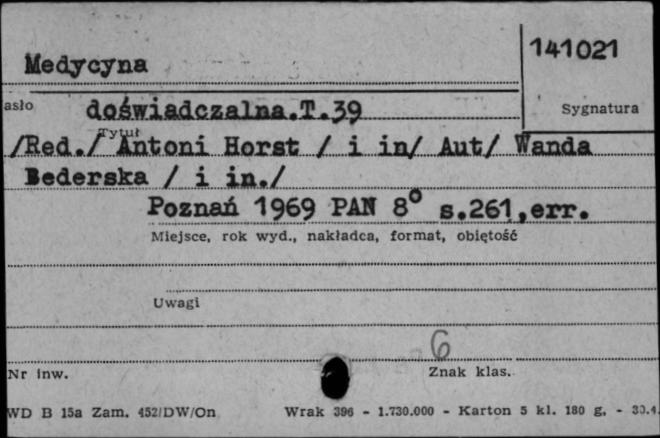 Medycyna
141021
asło
doświadczalna.T.39
Sygnatura
Tytuł
/Red./ Antoni Horst / i in/ Aut/ Wanda
Bederska / i in./
Poznań 1969 PAN 8° s.261,err.
Miejsce, rok wyd., nakładca, format, objętość
Uwagi
6
Nr inw.
Znak klas.
WD B 15a Zam. 452/DW/On Wrak 396 - 1.730.000 - Karton 5 kl. 180 g. - 30.4.